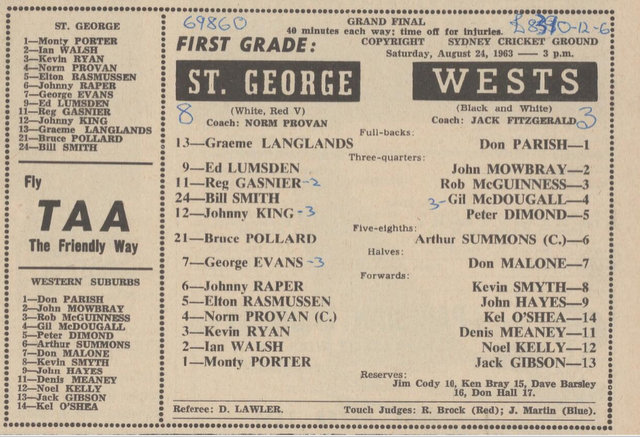 ST. GEORGE
1—Monty PORTER
2—Ian WALSH
3—Kevin RYAN
4—Norm PROVAN
5—Elton RASMUSSEN
6—Johnny RAPER
7—George EVANS
9—Ed LUMSDEN
11—Reg GASNIER
12—Johnny KING
13—Graeme LANGLANDS
21—Bruce POLLARD
24—Bill SMITH
Fly
TAA
The Friendly Way
WESTERN SUBURBS
1—Don PARISH
2—John MOWBRAY
3—Rob McGUINNESS
4—Gil McDOUGALL
5—Peter DIMOND
6—Arthur SUMMONS
7—Don MALONE
8—Kevin SMYTH
9—John HAYES
11—Denis MEANEY
12—Noel KELLY
13—Jack GIBSON
14—Kel O'SHEA
69860
GRAND FINAL
40 minutes each way; time off for injuries.
FIRST GRADE:
COPYRIGHT SYDNEY CRICKET GROUND
Saturday, August 24, 1963 — 3 p.m.
ST. GEORGE WESTS
(White, Red V) (Black and White)
8 Coach: NORM PROVAN Coach: JACK FITZGERALD 3
Full-backs:
13—Graeme LANGLANDS Don PARISH—1
Three-quarters:
9—Ed LUMSDEN John MOWBRAY—2
11—Reg GASNIER -2 Rob McGUINNESS—3
24—Bill SMITH 3- Gil McDOUGALL—4
12—Johnny KING -3 Peter DIMOND—5
Five-eighths:
21—Bruce POLLARD Arthur SUMMONS (C.)—6
Halves:
7—George EVANS -3 Don MALONE—7
Forwards:
6—Johnny RAPER Kevin SMYTH—8
5—Elton RASMUSSEN John HAYES—9
4—Norm PROVAN (C.) Kel O'SHEA—14
3—Kevin RYAN Denis MEANEY—11
2—Ian WALSH Noel KELLY—12
1—Monty PORTER Jack GIBSON—13
Reserves:
Jim Cody 10, Ken Bray 15, Dave Barsley
16, Don Hall 17.
Referee: D. LAWLER. Touch Judges: R. Brock (Red); J. Martin (Blue).